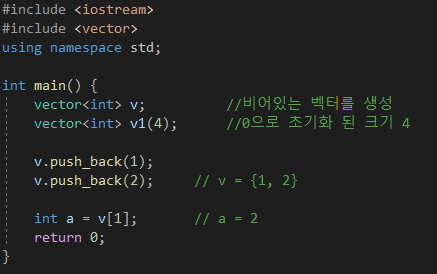 #include <iostream>
#include <vector>
using namespace std;
int main() {
vector<int> v; //비어있는 벡터를 생성
vector<int> v1(4); //0으로 초기화 된 크기 4
v.push_back(1);
v.push_back(2); // v = {1, 2}
int a = v[1]; // a = 2
return 0;
}